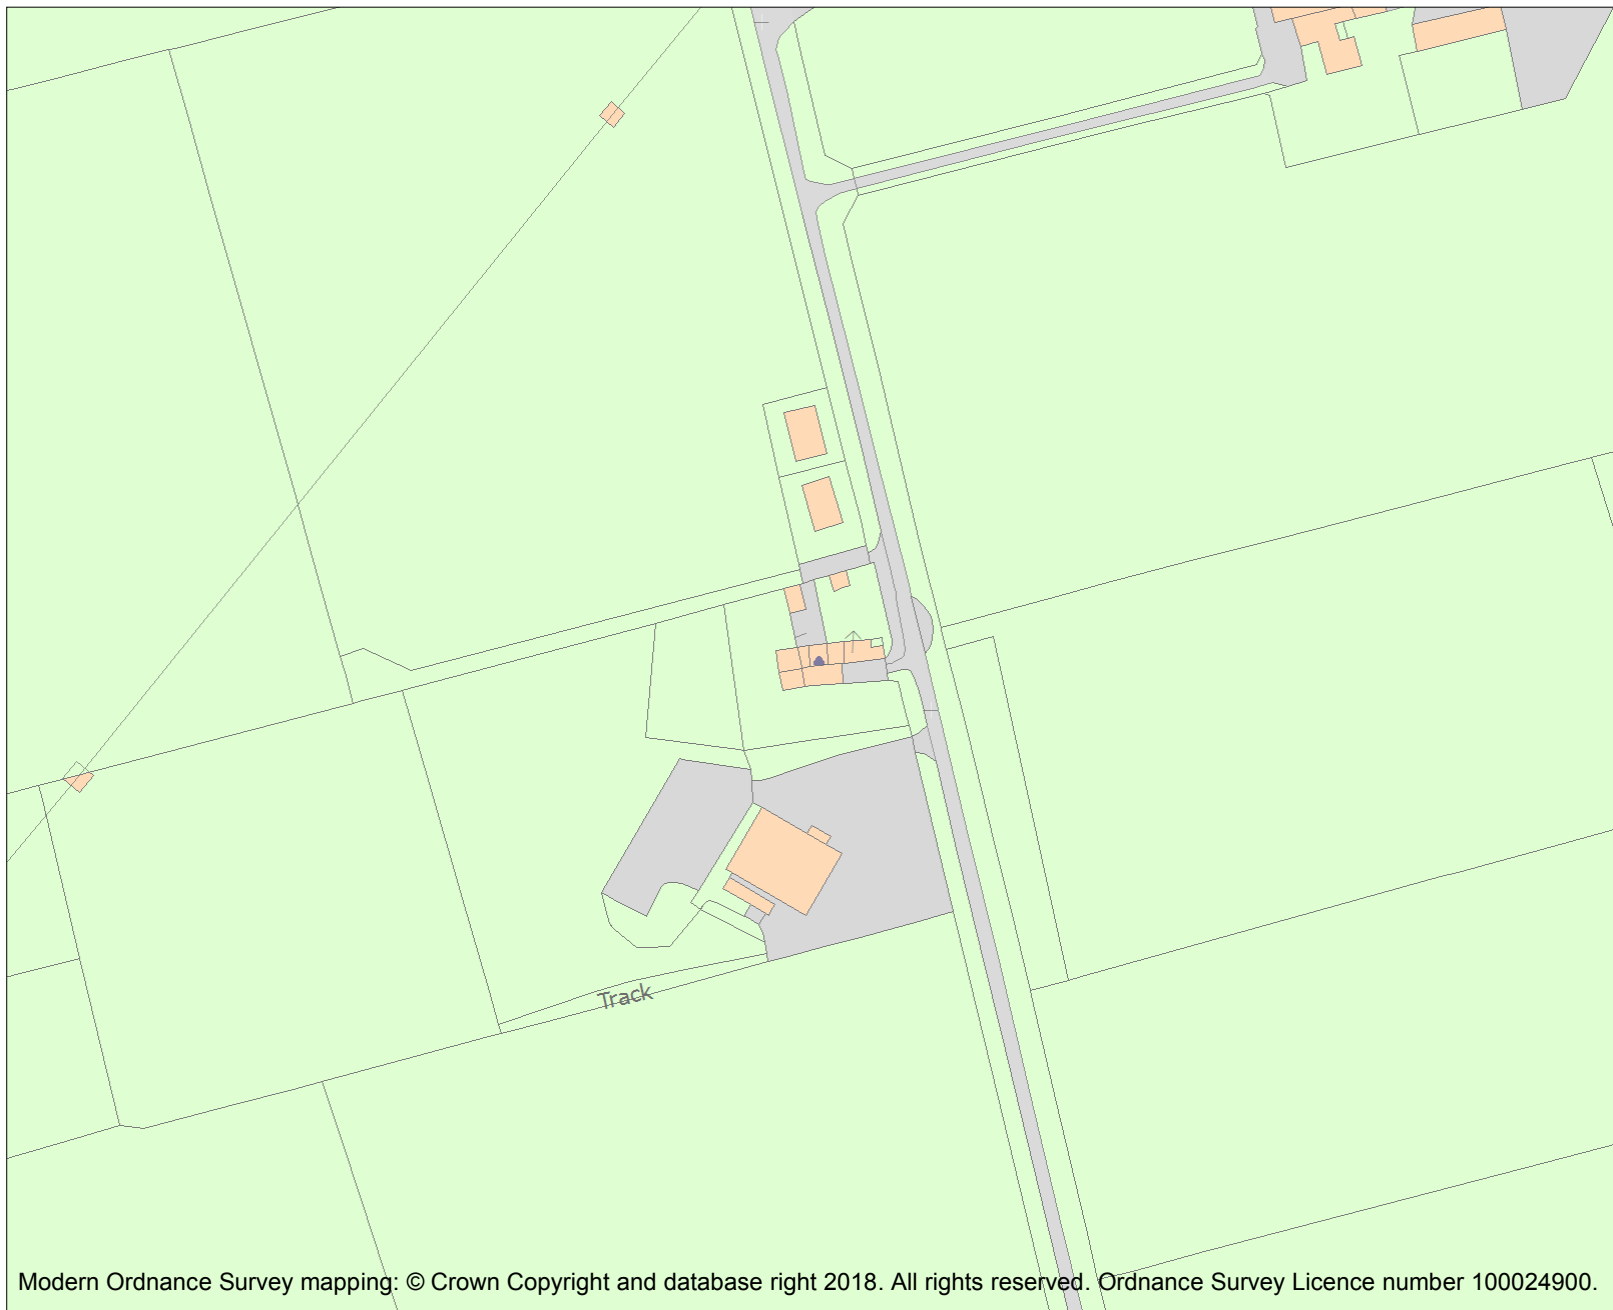 Track
Modern Ordnance Survey mapping: © Crown Copyright and database right 2018. All rights reserved. Ordnance Survey Licence number 100024900.